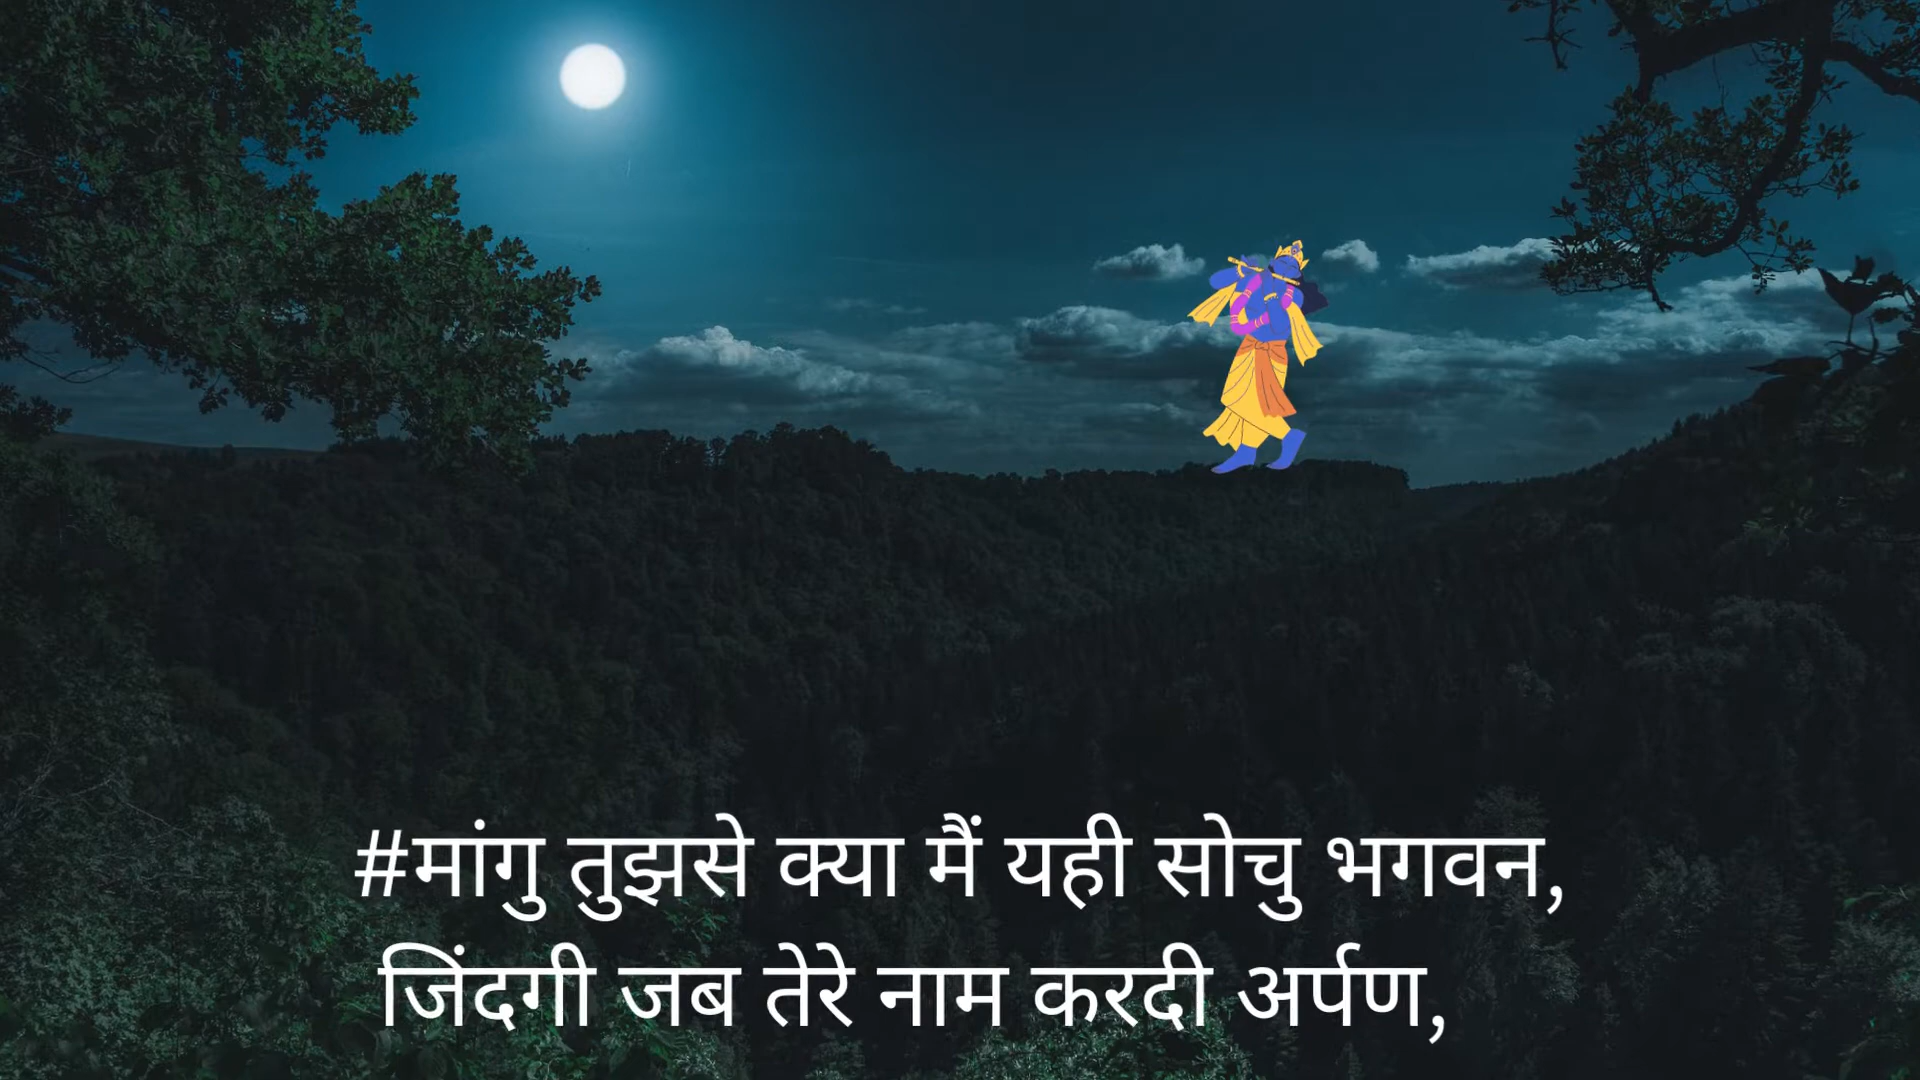 #मांगु तुझसे क्या मैं यही सोचु भगवन,
जिंदगी जब तेरे नाम करदी अर्पण,